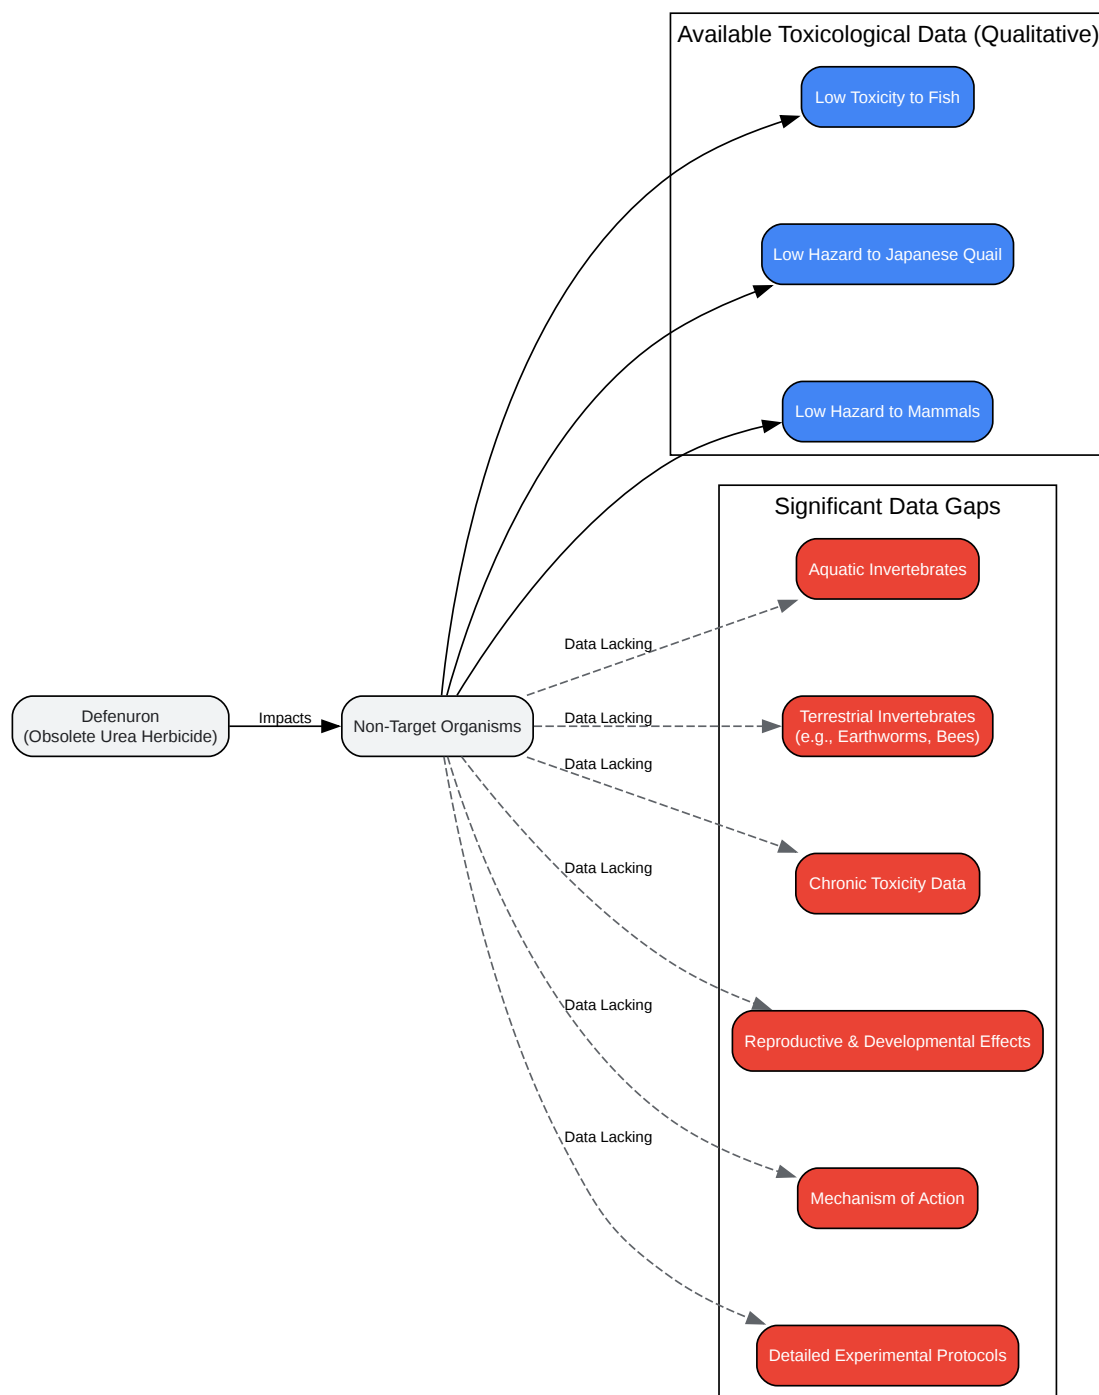 Available Toxicological Data (Qualitative)
Low Toxicity to Fish
Low Hazard to Japanese Quail
Low Hazard to Mammals
Significant Data Gaps
Aquatic Invertebrates
Data Lacking
Defenuron
(Obsolete Urea Herbicide)
Impacts
Non-Target Organisms
Data Lacking
Terrestrial Invertebrates
(e.g., Earthworms, Bees)
Data Lacking
Chronic Toxicity Data
Data Lacking
Reproductive & Developmental Effects
Data Lacking
Mechanism of Action
Data Lacking
Detailed Experimental Protocols